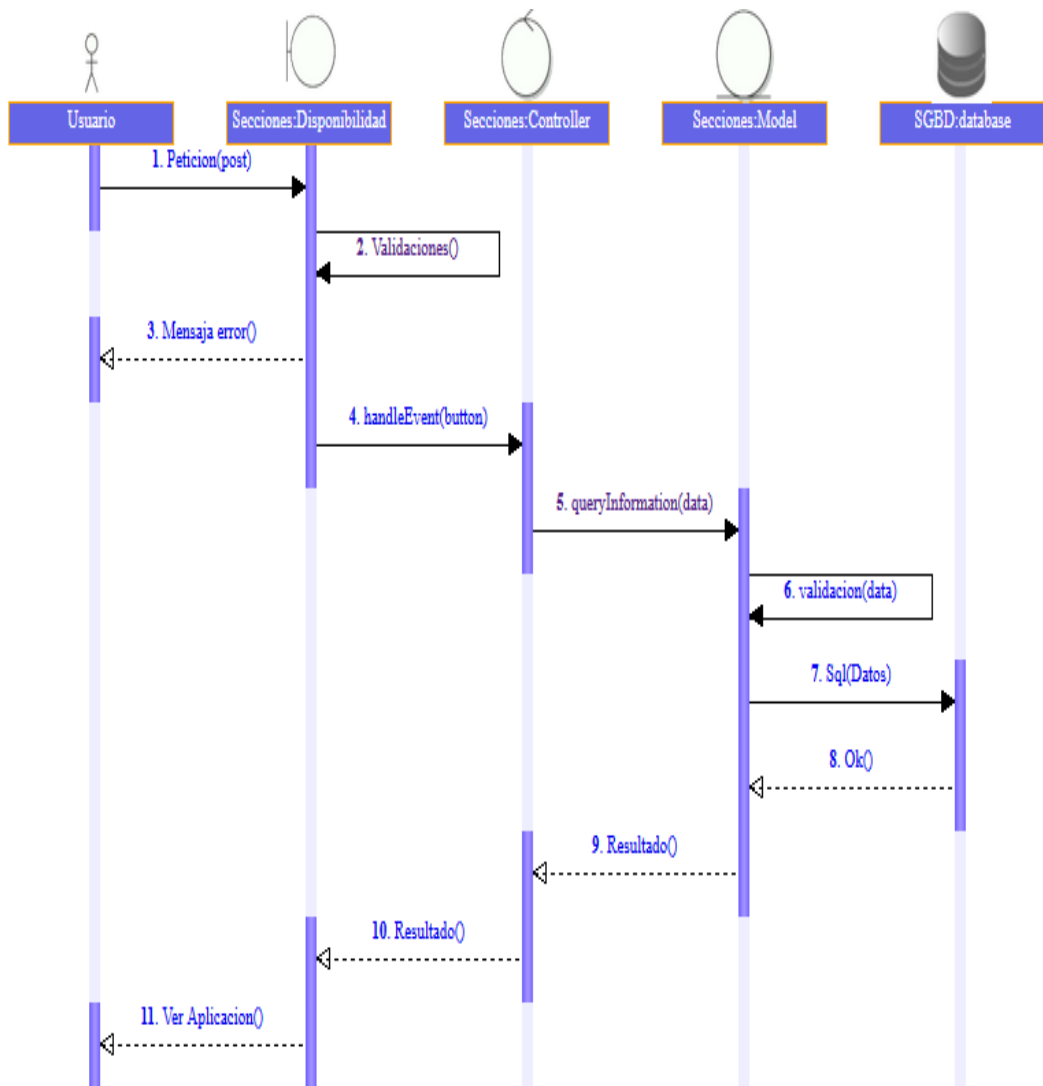 Usuario
Secciones:Disponibilidad
Secciones:Controller
Secciones:Model
SGBD:database
1. Peticion(post)
2. Validaciones()
3. Mensaja error()
4. handleEvent(button)
5. queryInformation(data)
6. validacion(data)
7. Sql(Datos)
8. Ok()
9. Resultado()
10. Resultado()
11. Ver Aplicacion()